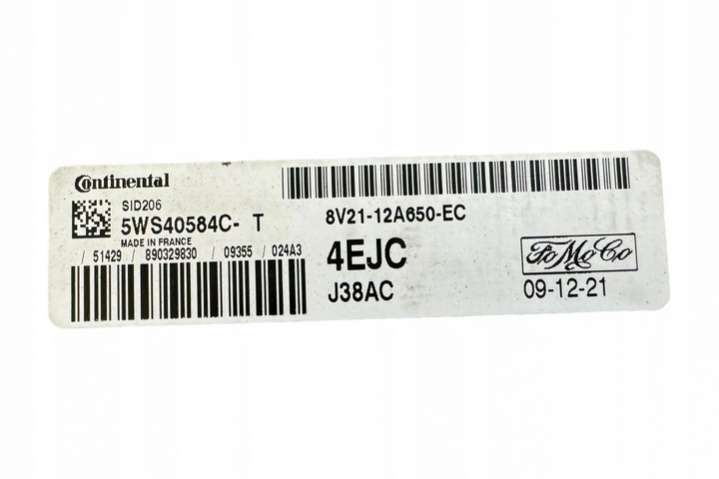 Continental
SID206
5WS40584C- T
MADE IN FRANCE
/ 51429 / 890329830 / 09355 / 024A3
8V21-12A650-EC
4EJC
J38AC
FoMoCo
09-12-21